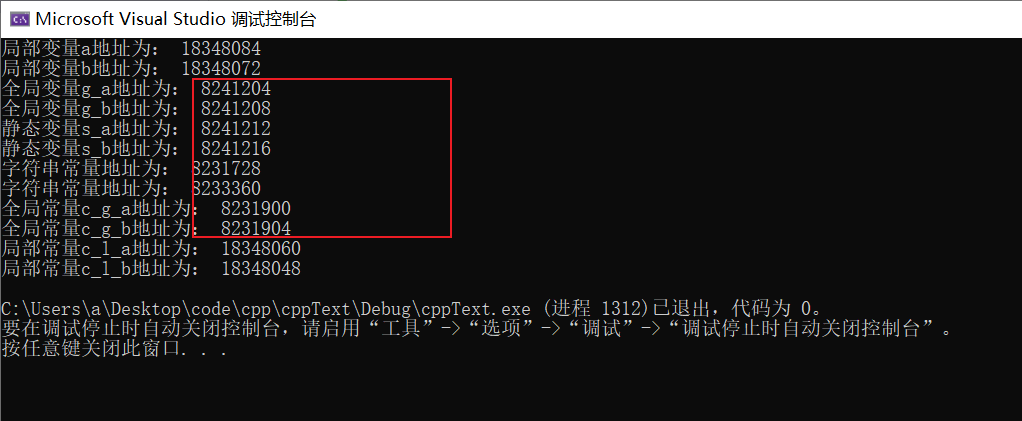 Microsoft Visual Studio 调试控制台
局部变量a地址为： 18348084
局部变量b地址为： 18348072
全局变量g_a地址为： 8241204
全局变量g_b地址为： 8241208
静态变量s_a地址为： 8241212
静态变量s_b地址为： 8241216
字符串常量地址为： 8231728
字符串常量地址为： 8233360
全局常量c_g_a地址为： 8231900
全局常量c_g_b地址为： 8231904
局部常量c_l_a地址为： 18348060
局部常量c_l_b地址为： 18348048
C:\Users\a\Desktop\code\cpp\cppText\Debug\cppText.exe (进程 1312)已退出，代码为 0。
要在调试停止时自动关闭控制台，请启用“工具”->“选项”->“调试”->“调试停止时自动关闭控制台”。
按任意键关闭此窗口. . .